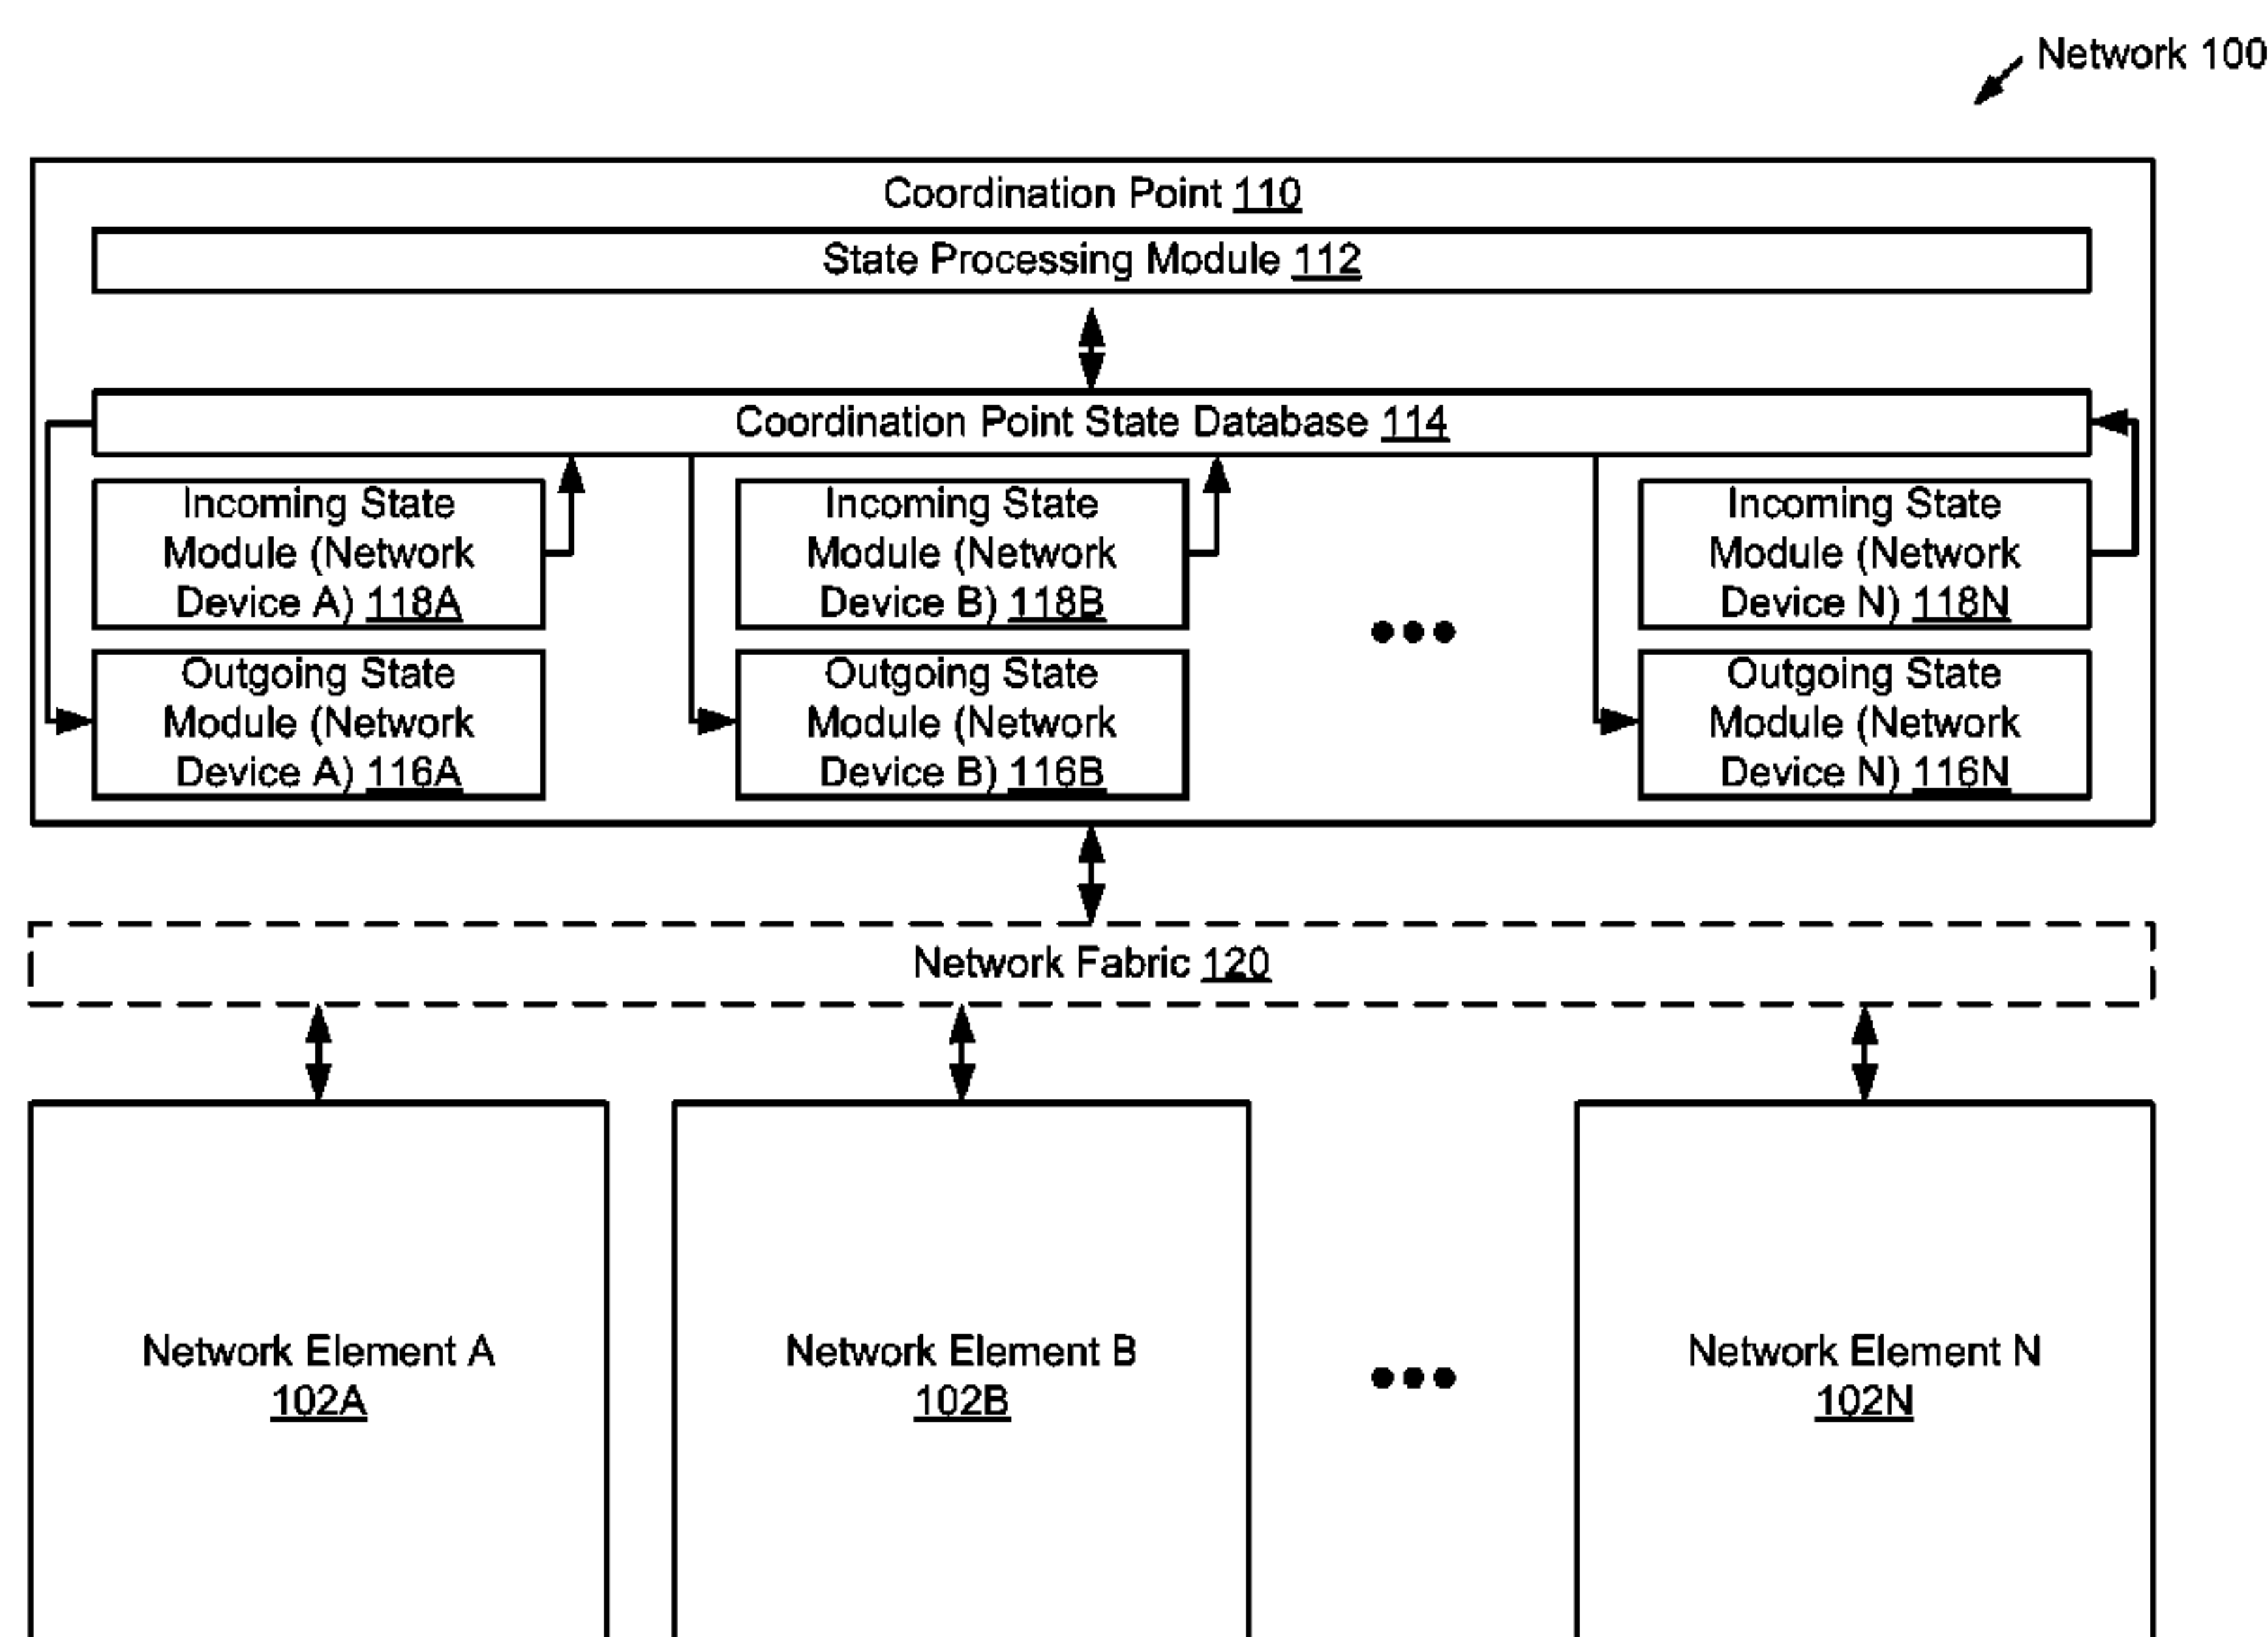 Network 100
Coordination Point 110
State Processing Module 112
Coordination Point State Database 114
Incoming State
Module (Network
Device A) 118A
Incoming State
Module (Network
Device B) 118B
Incoming State
Module (Network
Device N) 118N
Outgoing State
Module (Network
Device A) 116A
Outgoing State
Module (Network
Device B) 116B
Outgoing State
Module (Network
Device N) 116N
Network Fabric 120
Network Element A
102A
Network Element B
102B
Network Element N
102N